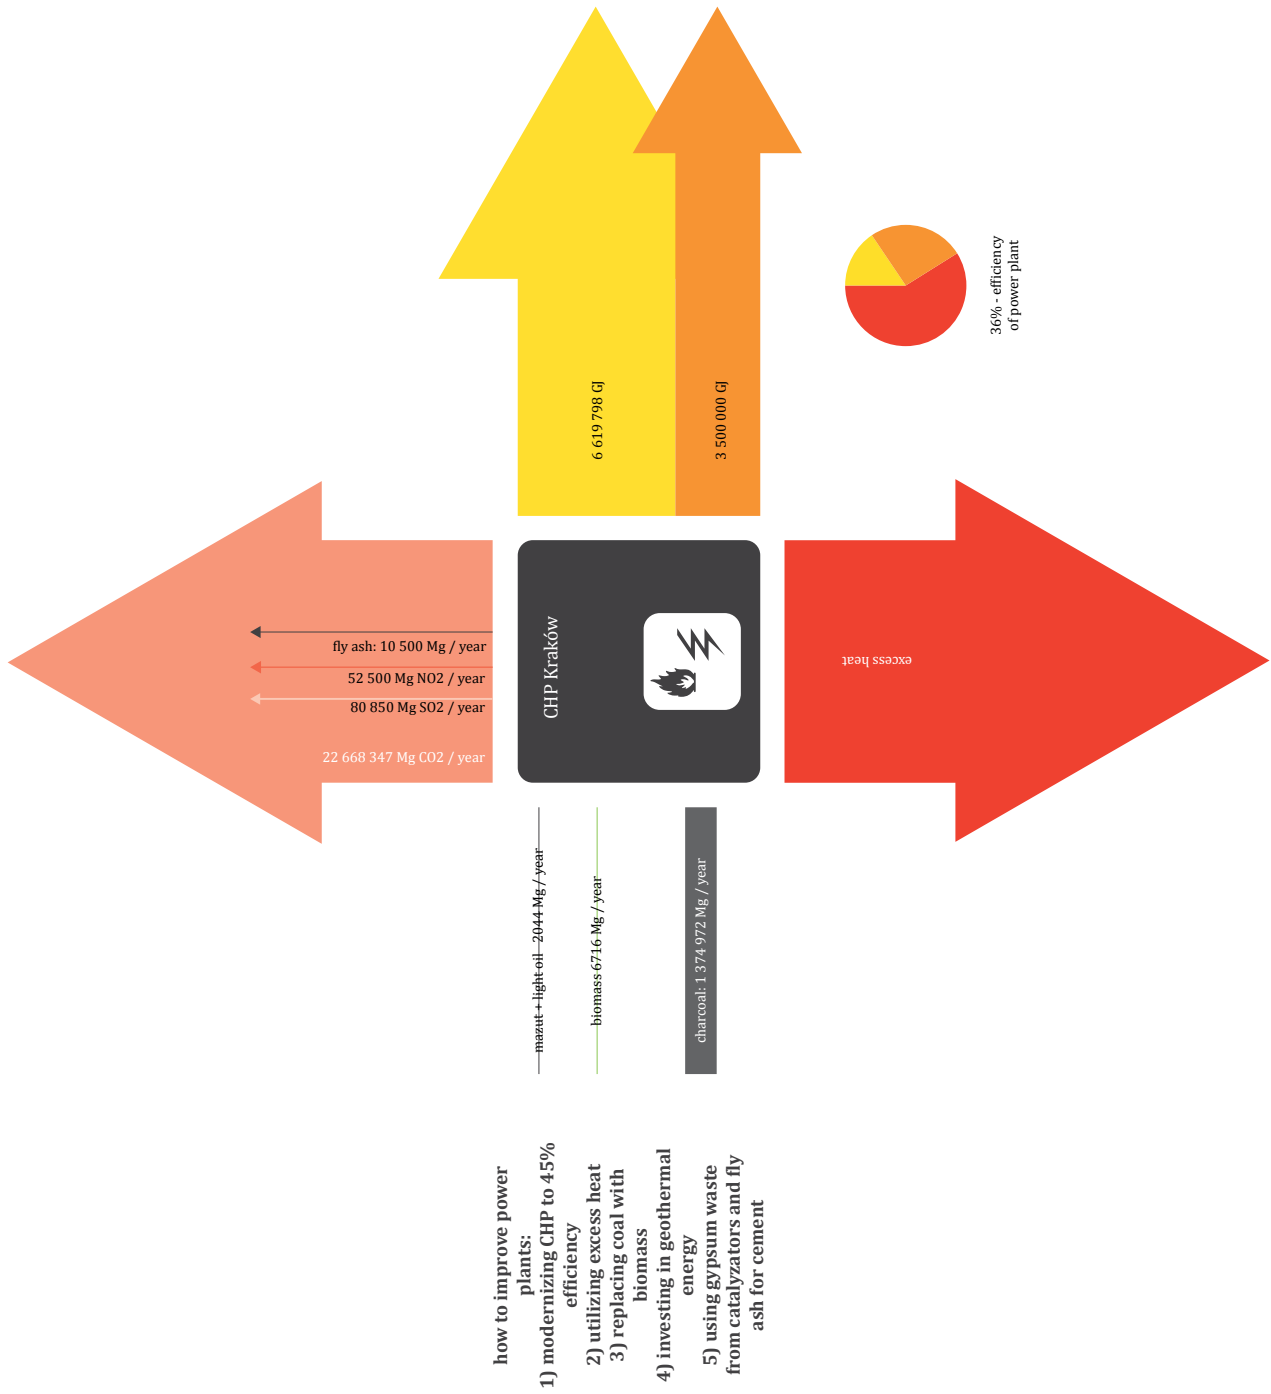 how to improve power
plants:
1) modernizing CHP to 45%
efficiency
2) utilizing excess heat
3) replacing coal with
biomass
4) investing in geothermal
energy
5) using gypsum waste
from catalyzators and fly
ash for cement
mazut + light oil  2044 Mg / year
biomass 6716 Mg / year
charcoal: 1 374 972 Mg / year
fly ash: 10 500 Mg / year
52 500 Mg NO2 / year
80 850 Mg SO2 / year
22 668 347 Mg CO2 / year
CHP Kraków
excess heat
6 619 798 GJ
3 500 000 GJ
36% - efficiency
of power plant